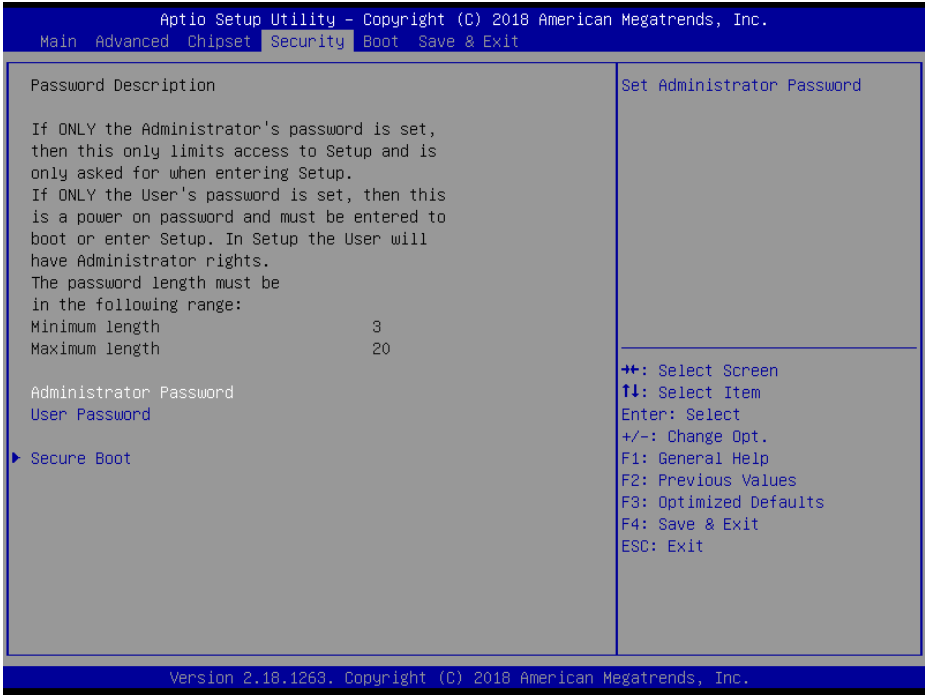 Aptio Setup Utility – Copyright (C) 2018 American Megatrends, Inc.
Main Advanced Chipset Security Boot Save & Exit
Password Description
If ONLY the Administrator's password is set,
then this only limits access to Setup and is
only asked for when entering Setup.
If ONLY the User's password is set, then this
is a power on password and must be entered to
boot or enter Setup. In Setup the User will
have Administrator rights.
The password length must be
in the following range:
Minimum length 3
Maximum length 20
Administrator Password
User Password
Secure Boot
Set Administrator Password
→←: Select Screen
↑↓: Select Item
Enter: Select
+/-: Change Opt.
F1: General Help
F2: Previous Values
F3: Optimized Defaults
F4: Save & Exit
ESC: Exit
Version 2.18.1263. Copyright (C) 2018 American Megatrends, Inc.